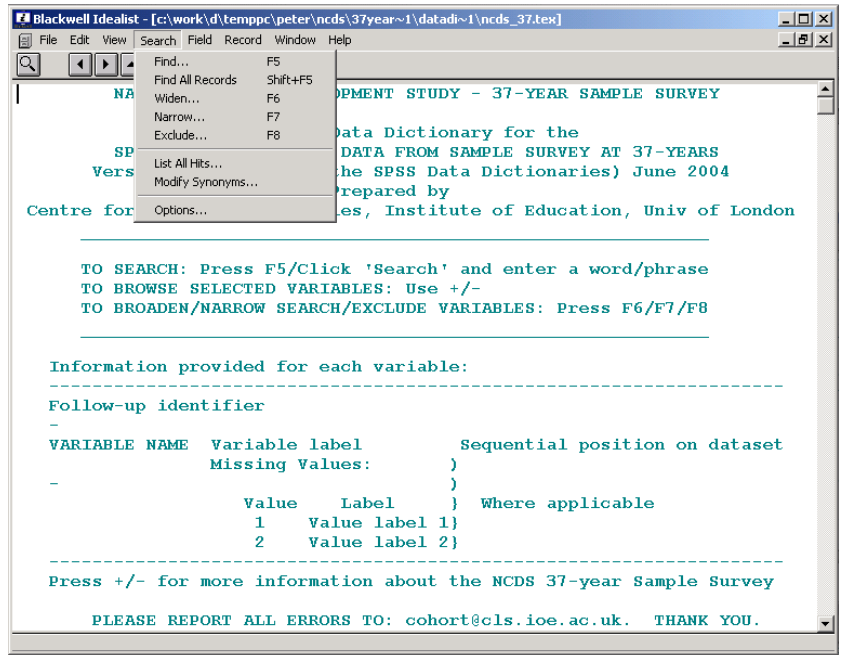 Blackwell Idealist - [c:\work\d\temppc\peter\ncds\37year~1\datadi~1\ncds_37.tex]
File Edit View Search Field Record Window Help
Find... F5
Find All Records Shift+F5
Widen... F6
Narrow... F7
Exclude... F8
List All Hits...
Modify Synonyms...
Options...
NA OPMENT STUDY - 37-YEAR SAMPLE SURVEY
Data Dictionary for the
SP DATA FROM SAMPLE SURVEY AT 37-YEARS
Vers the SPSS Data Dictionaries) June 2004
Prepared by
Centre for ies, Institute of Education, Univ of London
TO SEARCH: Press F5/Click 'Search' and enter a word/phrase
TO BROWSE SELECTED VARIABLES: Use +/-
TO BROADEN/NARROW SEARCH/EXCLUDE VARIABLES: Press F6/F7/F8
Information provided for each variable:
Follow-up identifier
-
VARIABLE NAME Variable label Sequential position on dataset
Missing Values: )
- )
Value Label } Where applicable
1 Value label 1}
2 Value label 2}
Press +/- for more information about the NCDS 37-year Sample Survey
PLEASE REPORT ALL ERRORS TO: cohort@cls.ioe.ac.uk. THANK YOU.